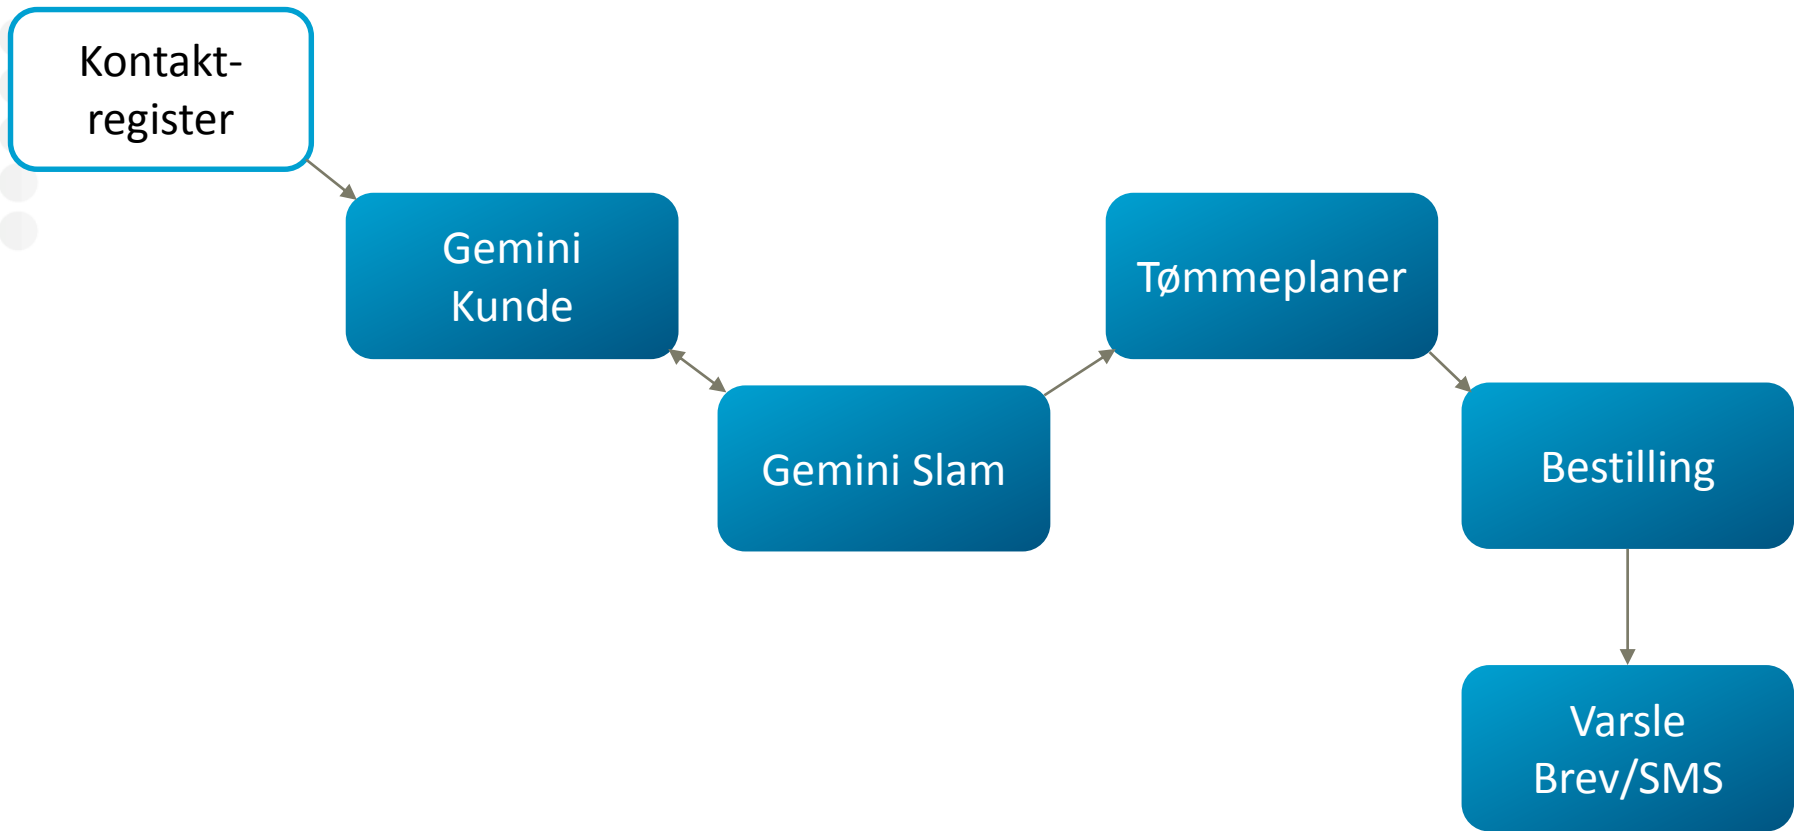 Kontakt-
register
Gemini
Kunde
Gemini Slam
Tømmeplaner
Bestilling
Varsle
Brev/SMS